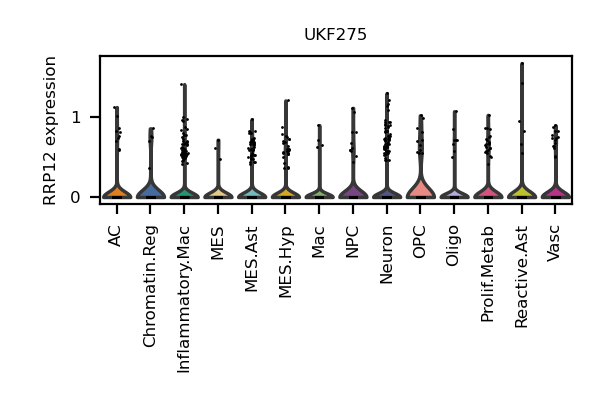 UKF275
RRP12 expression
1
0
AC
Chromatin.Reg
Inflammatory.Mac
MES
MES.Ast
MES.Hyp
Mac
NPC
Neuron
OPC
Oligo
Prolif.Metab
Reactive.Ast
Vasc